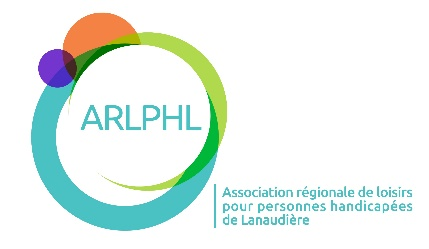 ARLPHL
Association régionale de loisirs
pour personnes handicapées
de Lanaudière